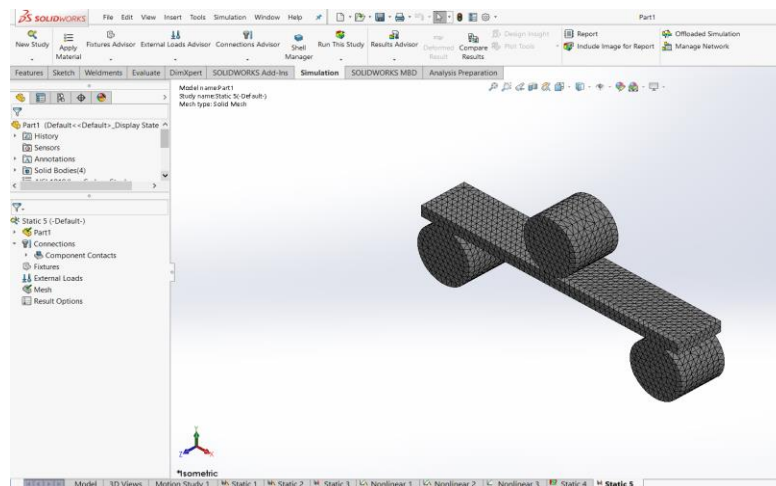 SOLIDWORKS File Edit View Insert Tools Simulation Window Help Part1
New Study Apply Material Fixtures Advisor External Loads Advisor Connections Advisor Shell Manager Run This Study Results Advisor Deformed Result Compare Results Design Insight Plot Tools Report Include Image for Report Offloaded Simulation Manage Network
Features Sketch Weldments Evaluate DimXpert SOLIDWORKS Add-Ins Simulation SOLIDWORKS MBD Analysis Preparation
Model name:Part1
Study name:Static 5(-Default-)
Mesh type: Solid Mesh
Part1 (Default<<Default>_Display State
History
Sensors
Annotations
Solid Bodies(4)
Static 5 (-Default-)
Part1
Connections
Component Contacts
Fixtures
External Loads
Mesh
Result Options
Y
X
*Isometric
Model 3D Views Motion Study 1 Static 1 Static 2 Static 3 Nonlinear 1 Nonlinear 2 Nonlinear 3 Static 4 Static 5